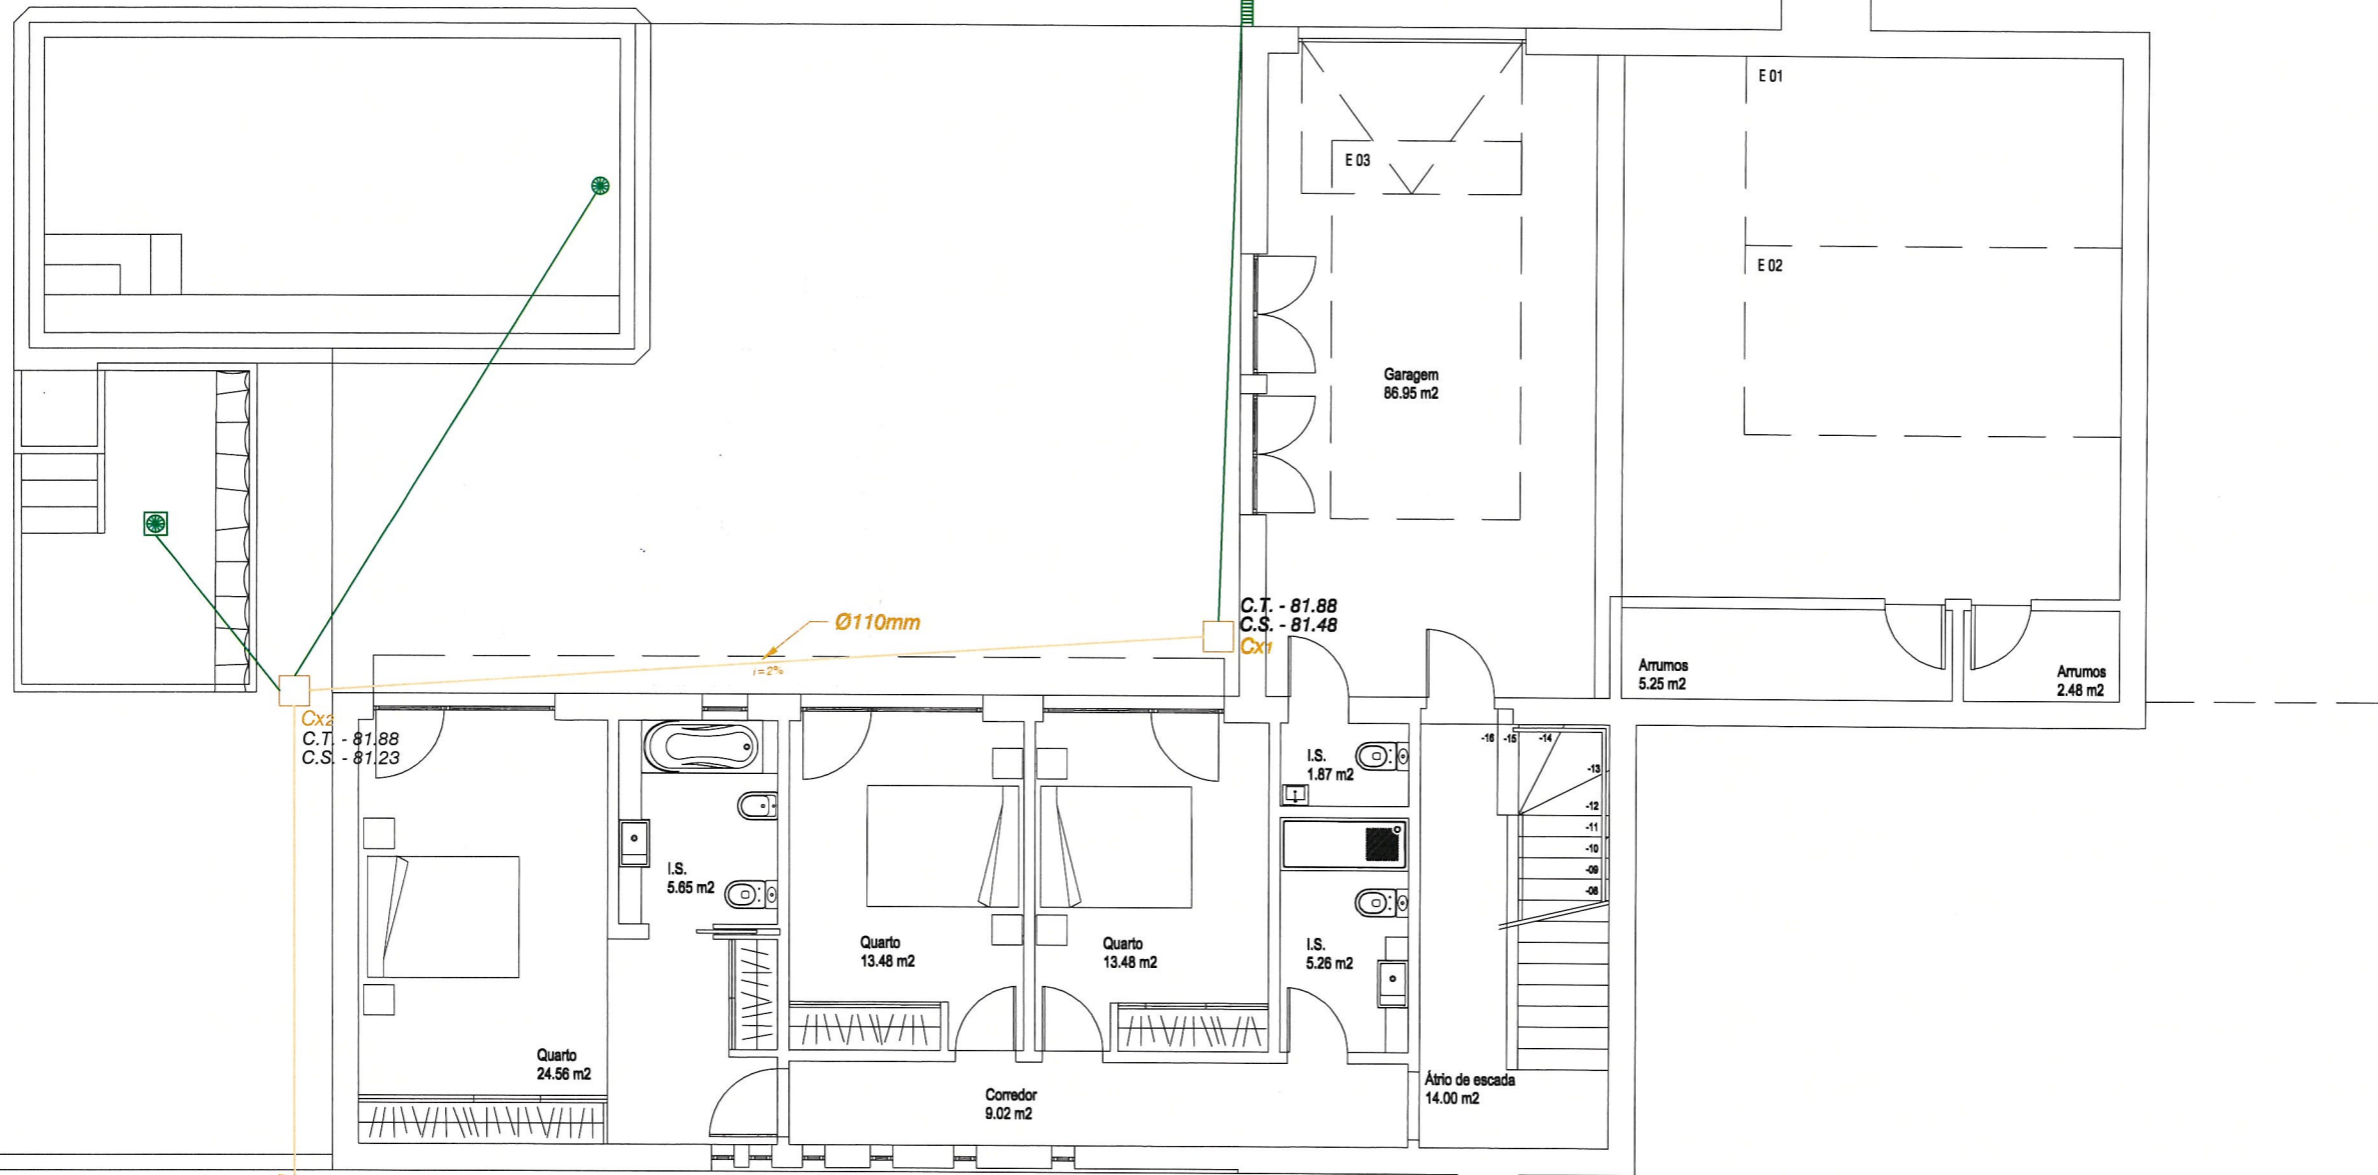 E 01
E 03
E 02
Garagem
86.95 m2
Ø110mm
i=2%
C.T. - 81.88
C.S. - 81.48
Cx1
Arrumos
5.25 m2
Arrumos
2.48 m2
Cx2
C.T. - 81.88
C.S. - 81.23
I.S.
1.87 m2
-16
-15
-14
-13
-12
-11
-10
-09
-08
I.S.
5.65 m2
Quarto
13.48 m2
Quarto
13.48 m2
I.S.
5.26 m2
Quarto
24.56 m2
Corredor
9.02 m2
Átrio de escada
14.00 m2